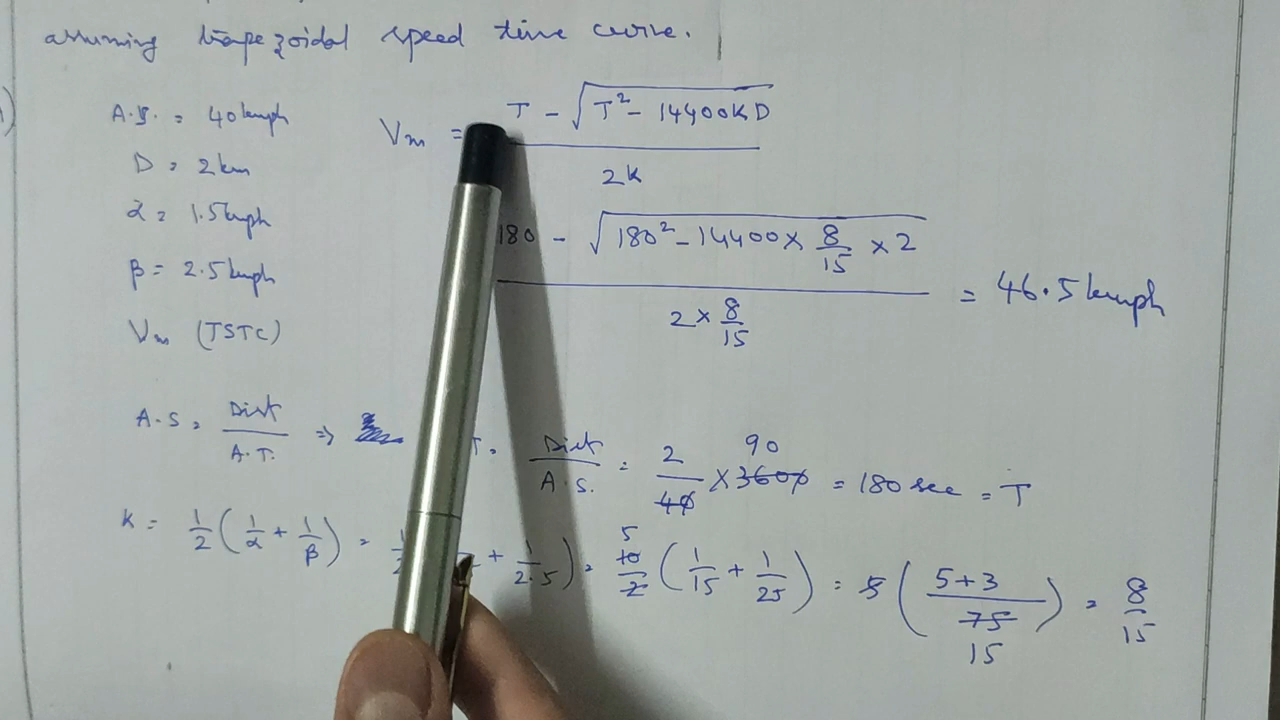 assuming trapezoidal speed time curve.
A.S. = 40 kmph
D = 2 km
α = 1.5 kmph
β = 2.5 kmph
Vm (TSTC)
Vm = T - √(T² - 14400KD) / 2K
180 - √(180² - 14400 × 8/15 × 2) / 2 × 8/15 = 46.5 kmph
A.S. = Dist / A.T. ⇒ T. = Dist / A.S. = 2/40 × 3600 90 = 180 sec = T
K = 1/2 (1/α + 1/β) = + 1/2.5) = 10/2 5 (1/15 + 1/25) = 5 (5+3 / 75 15) = 8/15